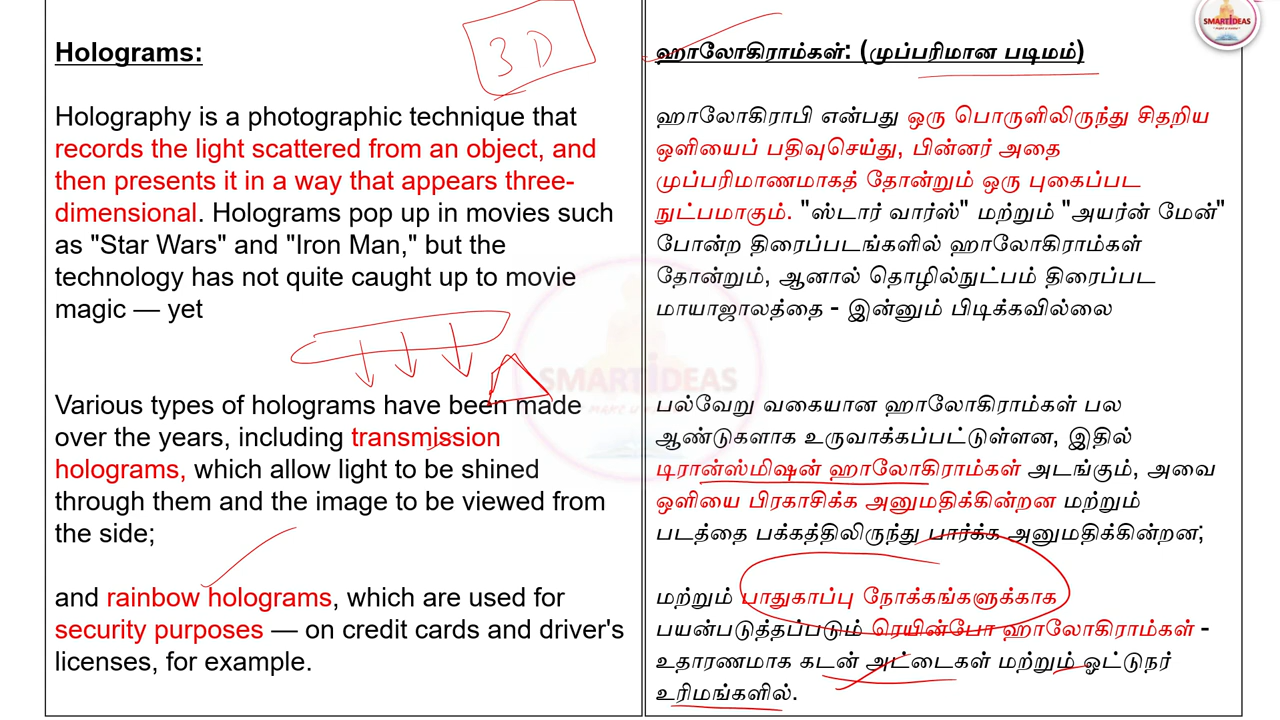 3D
Holograms:
Holography is a photographic technique that
records the light scattered from an object, and
then presents it in a way that appears three-
dimensional. Holograms pop up in movies such
as "Star Wars" and "Iron Man," but the
technology has not quite caught up to movie
magic — yet
Various types of holograms have been made
over the years, including transmission
holograms, which allow light to be shined
through them and the image to be viewed from
the side;
and rainbow holograms, which are used for
security purposes — on credit cards and driver's
licenses, for example.
ஹாலோகிராம்கள்: (முப்பரிமான படிமம்)
ஹாலோகிராபி என்பது ஒரு பொருளிலிருந்து சிதறிய
ஒளியைப் பதிவுசெய்து, பின்னர் அதை
முப்பரிமாணமாகத் தோன்றும் ஒரு புகைப்பட
நுட்பமாகும். "ஸ்டார் வார்ஸ்" மற்றும் "அயர்ன் மேன்"
போன்ற திரைப்படங்களில் ஹாலோகிராம்கள்
தோன்றும், ஆனால் தொழில்நுட்பம் திரைப்பட
மாயாஜாலத்தை - இன்னும் பிடிக்கவில்லை
பல்வேறு வகையான ஹாலோகிராம்கள் பல
ஆண்டுகளாக உருவாக்கப்பட்டுள்ளன, இதில்
டிரான்ஸ்மிஷன் ஹாலோகிராம்கள் அடங்கும், அவை
ஒளியை பிரகாசிக்க அனுமதிக்கின்றன மற்றும்
படத்தை பக்கத்திலிருந்து பார்க்க அனுமதிக்கின்றன;
மற்றும் பாதுகாப்பு நோக்கங்களுக்காக
பயன்படுத்தப்படும் ரெயின்போ ஹாலோகிராம்கள் -
உதாரணமாக கடன் அட்டைகள் மற்றும் ஓட்டுநர்
உரிமங்களில்.
SMARTIDEAS
SMARTIDEAS